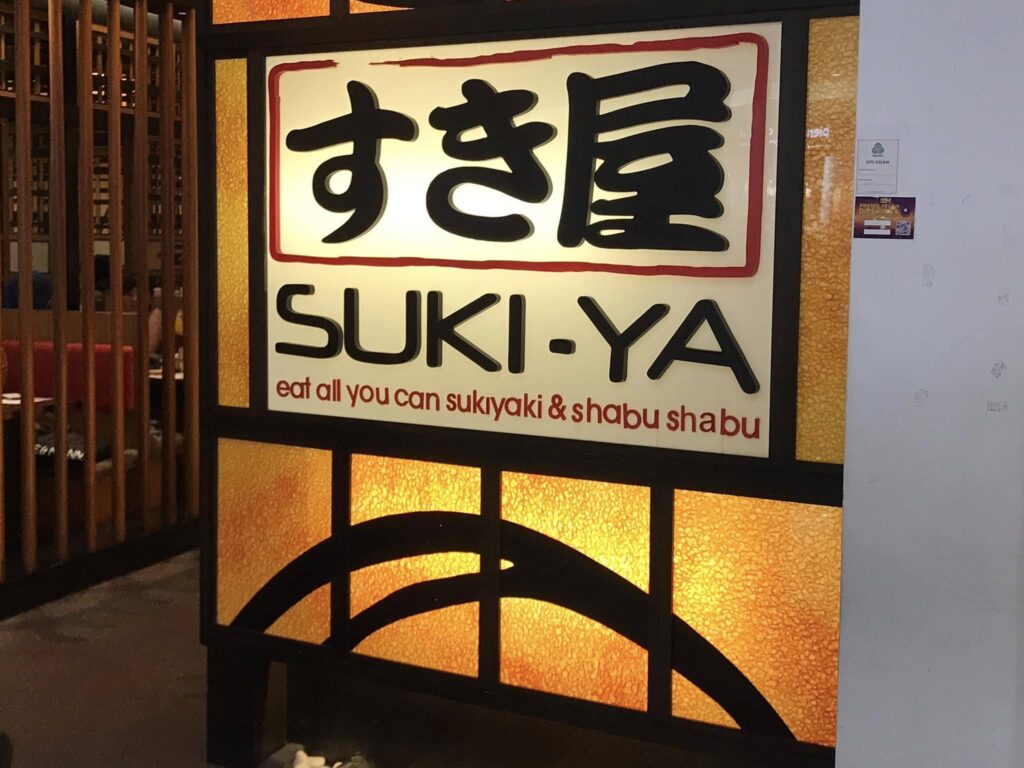 すき屋
SUKI-YA
eat all you can sukiyaki & shabu shabu